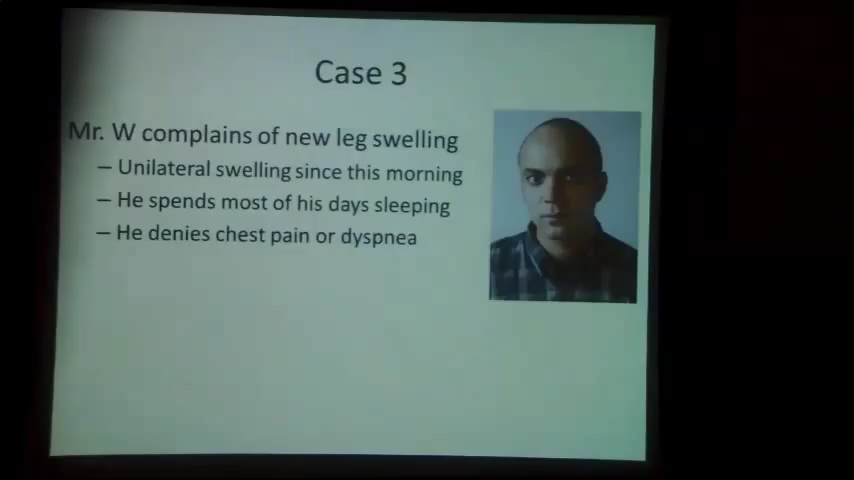 Case 3
Mr. W complains of new leg swelling
– Unilateral swelling since this morning
– He spends most of his days sleeping
– He denies chest pain or dyspnea